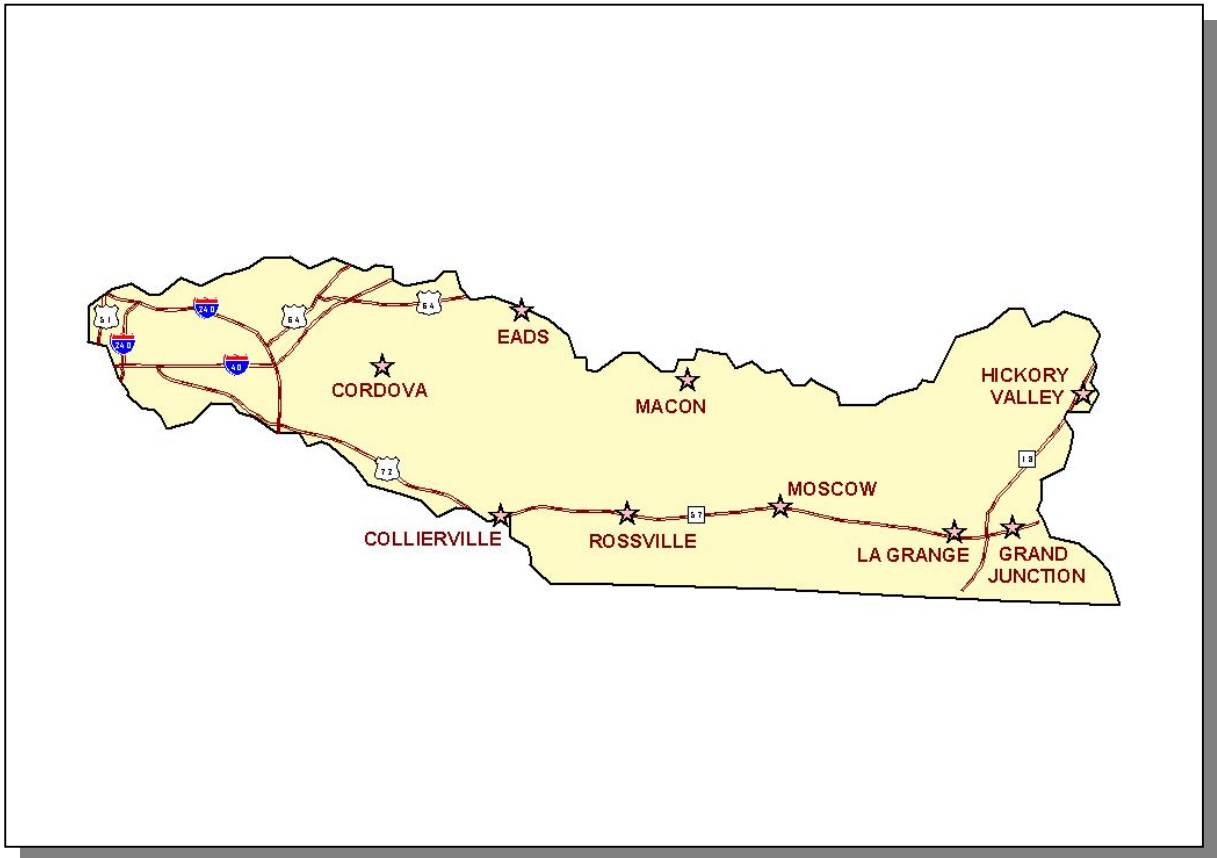 240
51
64
64
EADS
240
40
CORDOVA
MACON
HICKORY
VALLEY
18
72
MOSCOW
COLLIERVILLE
ROSSVILLE
57
LA GRANGE
GRAND
JUNCTION